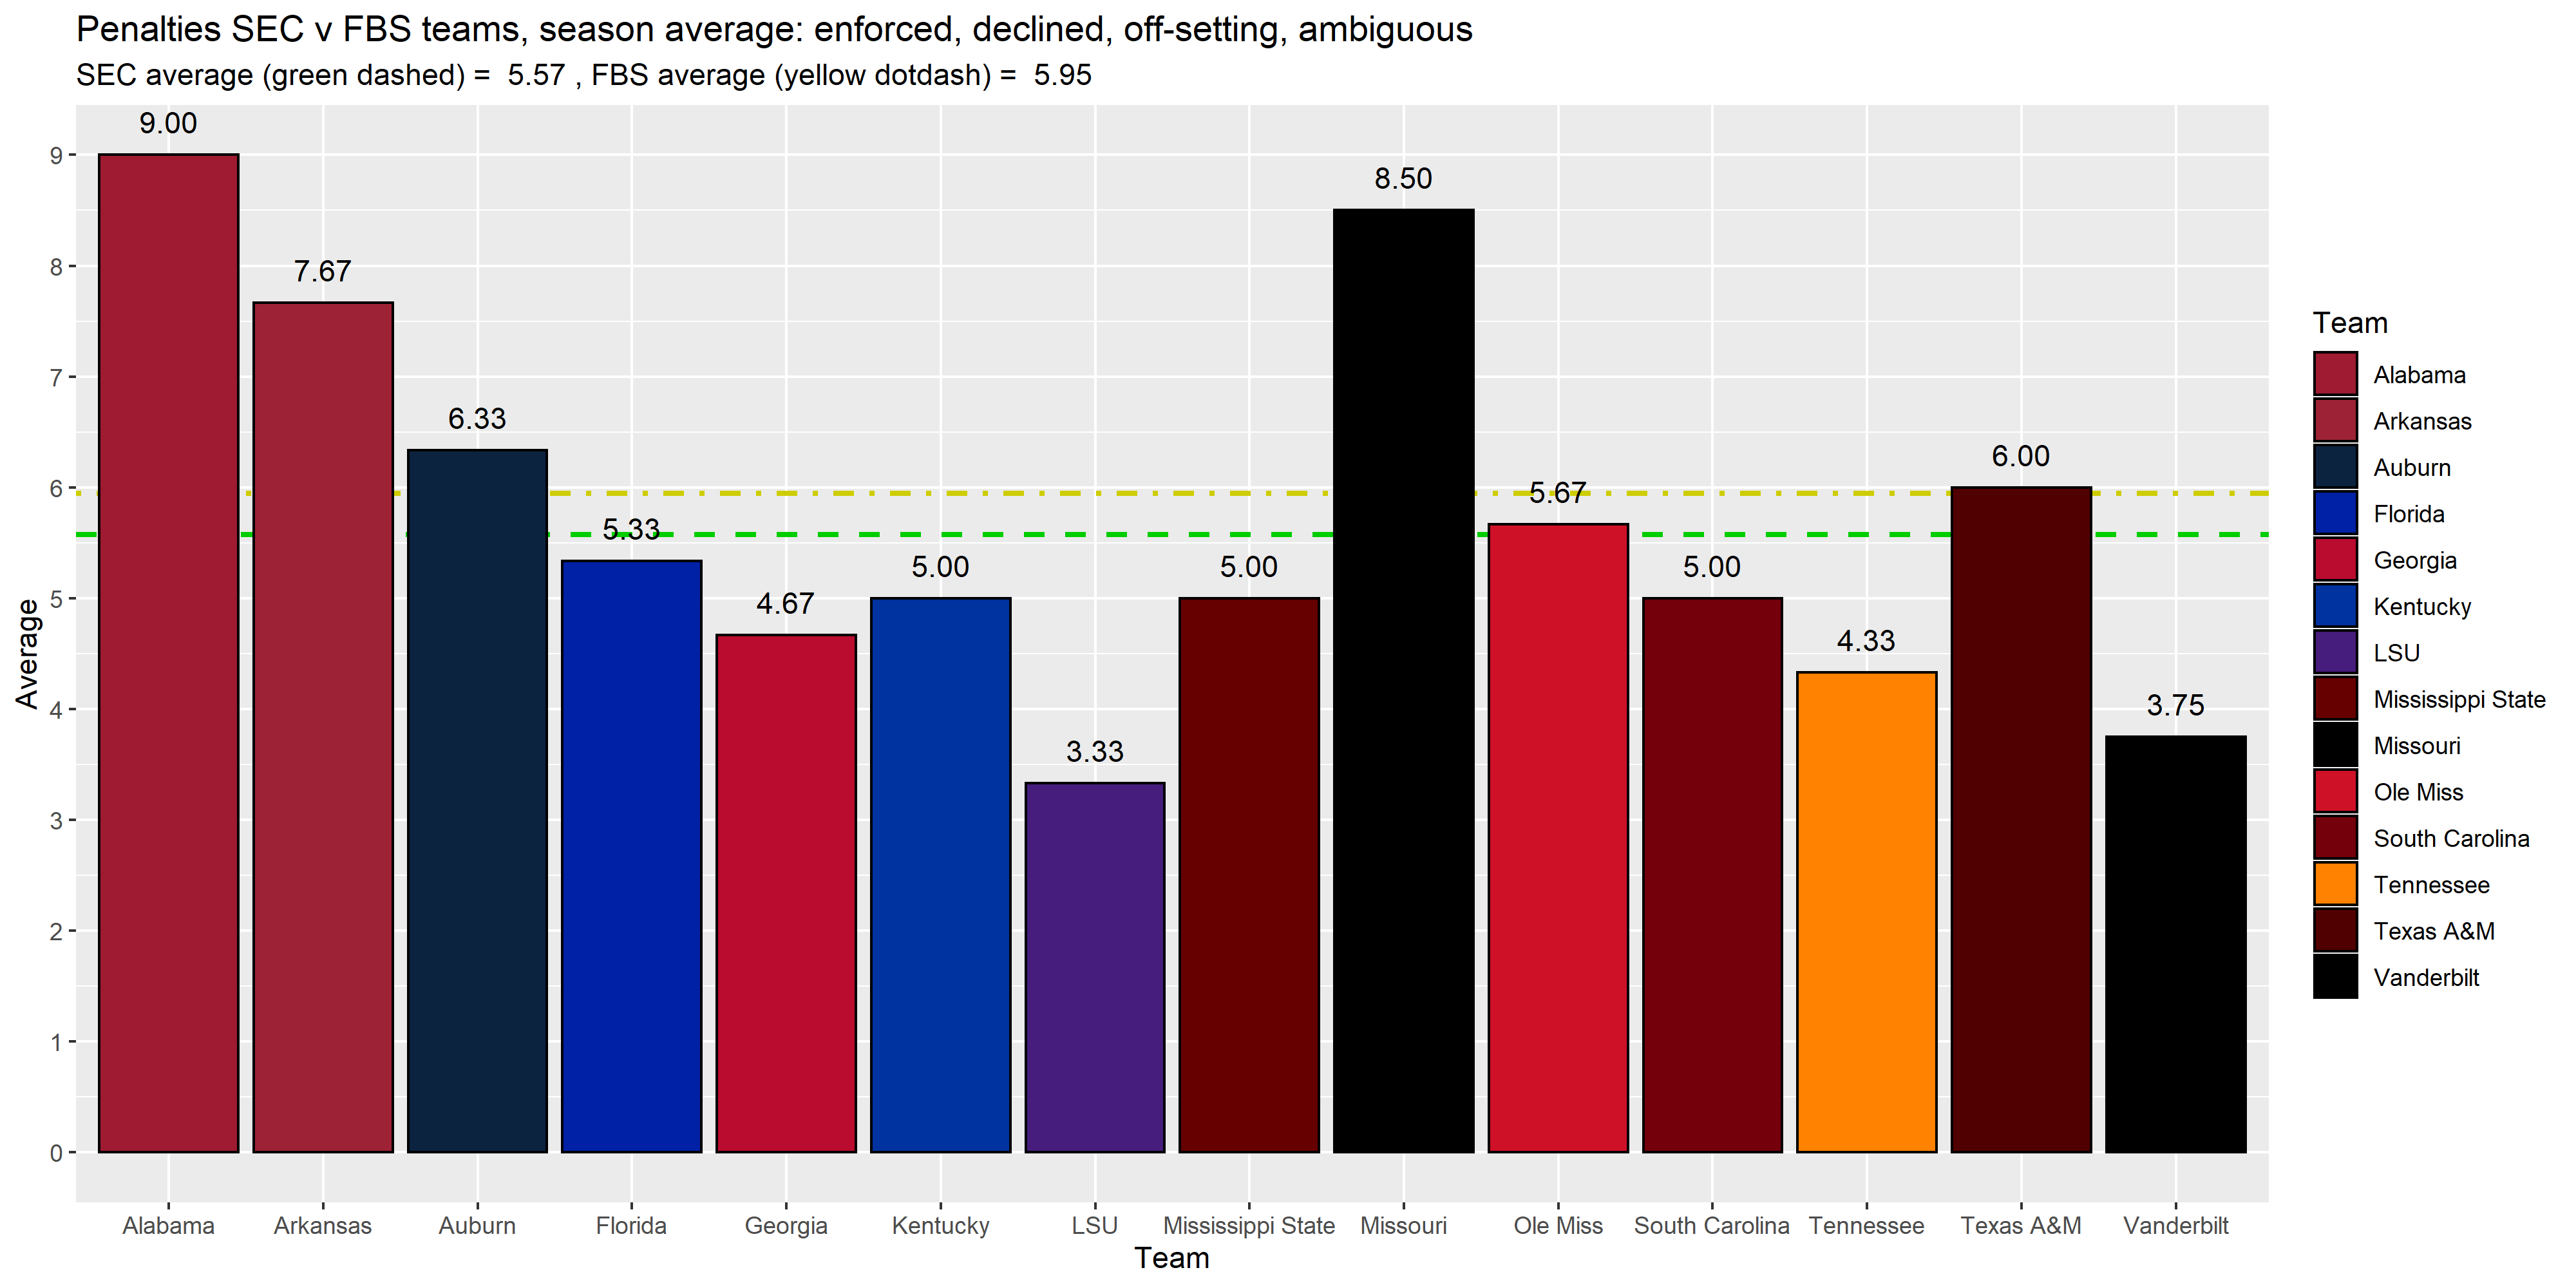 Penalties SEC v FBS teams, season average: enforced, declined, off-setting, ambiguous
SEC average (green dashed) =  5.57 , FBS average (yellow dotdash) =  5.95
9.00
8.50
7.67
6.33
6.00
5.67
5.33
5.00
5.00
5.00
4.67
4.33
3.75
3.33
9
8
7
6
5
4
3
2
1
0
Average
Alabama
Arkansas
Auburn
Florida
Georgia
Kentucky
LSU
Mississippi State
Missouri
Ole Miss
South Carolina
Tennessee
Texas A&M
Vanderbilt
Team
Team
Alabama
Arkansas
Auburn
Florida
Georgia
Kentucky
LSU
Mississippi State
Missouri
Ole Miss
South Carolina
Tennessee
Texas A&M
Vanderbilt